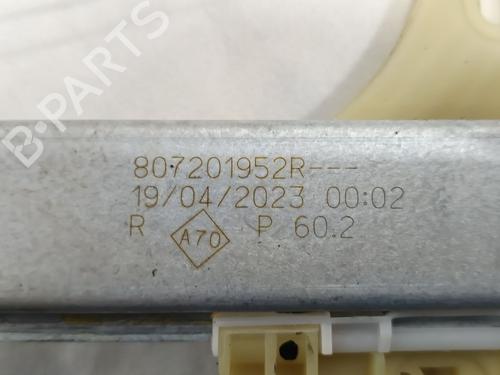 B-PARTS
807201952R---
19/04/2023 00:02
R A70 P 60.2